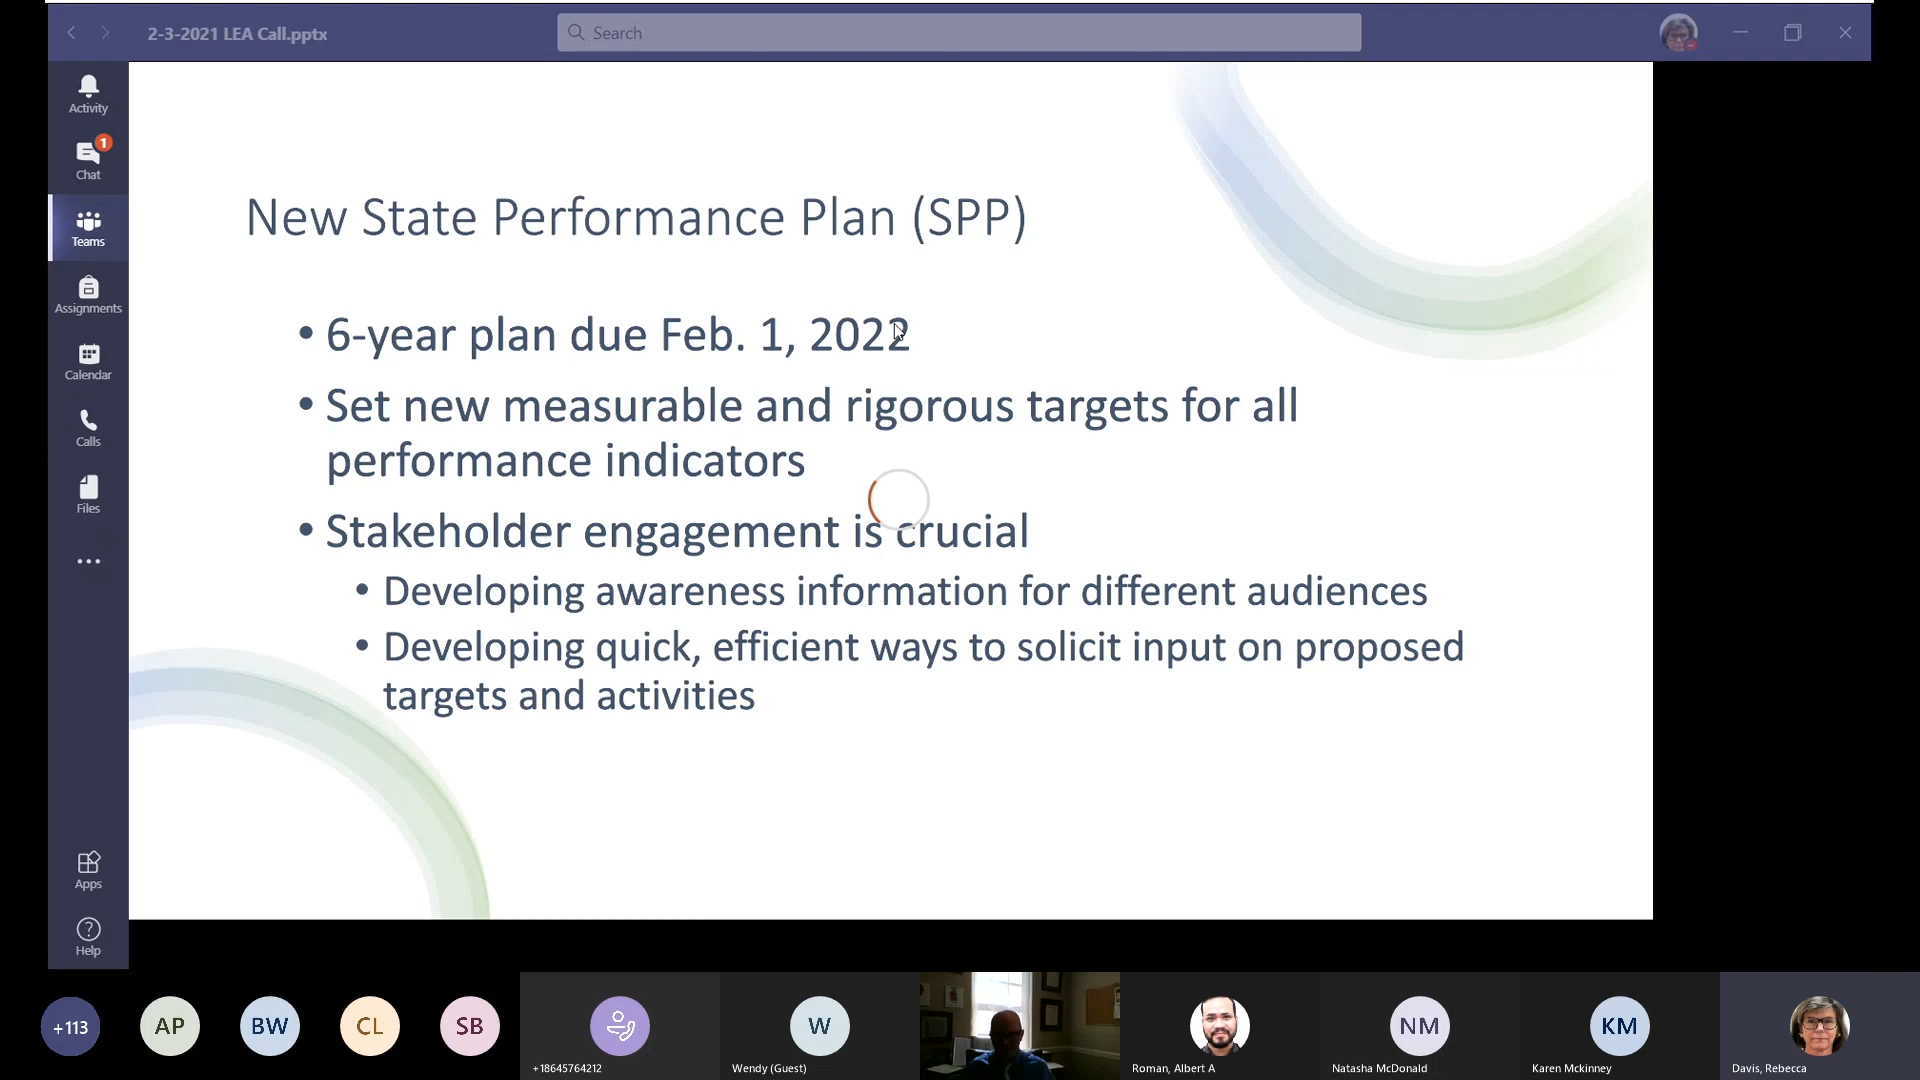 2-3-2021 LEA Call.pptx
Search
Activity
1
Chat
Teams
Assignments
Calendar
Calls
Files
Apps
?
Help
New State Performance Plan (SPP)
• 6-year plan due Feb. 1, 2022
• Set new measurable and rigorous targets for all
performance indicators
• Stakeholder engagement is crucial
• Developing awareness information for different audiences
• Developing quick, efficient ways to solicit input on proposed
targets and activities
+113
AP
BW
CL
SB
+18645764212
W
Wendy (Guest)
Roman, Albert A
NM
Natasha McDonald
KM
Karen Mckinney
Davis, Rebecca